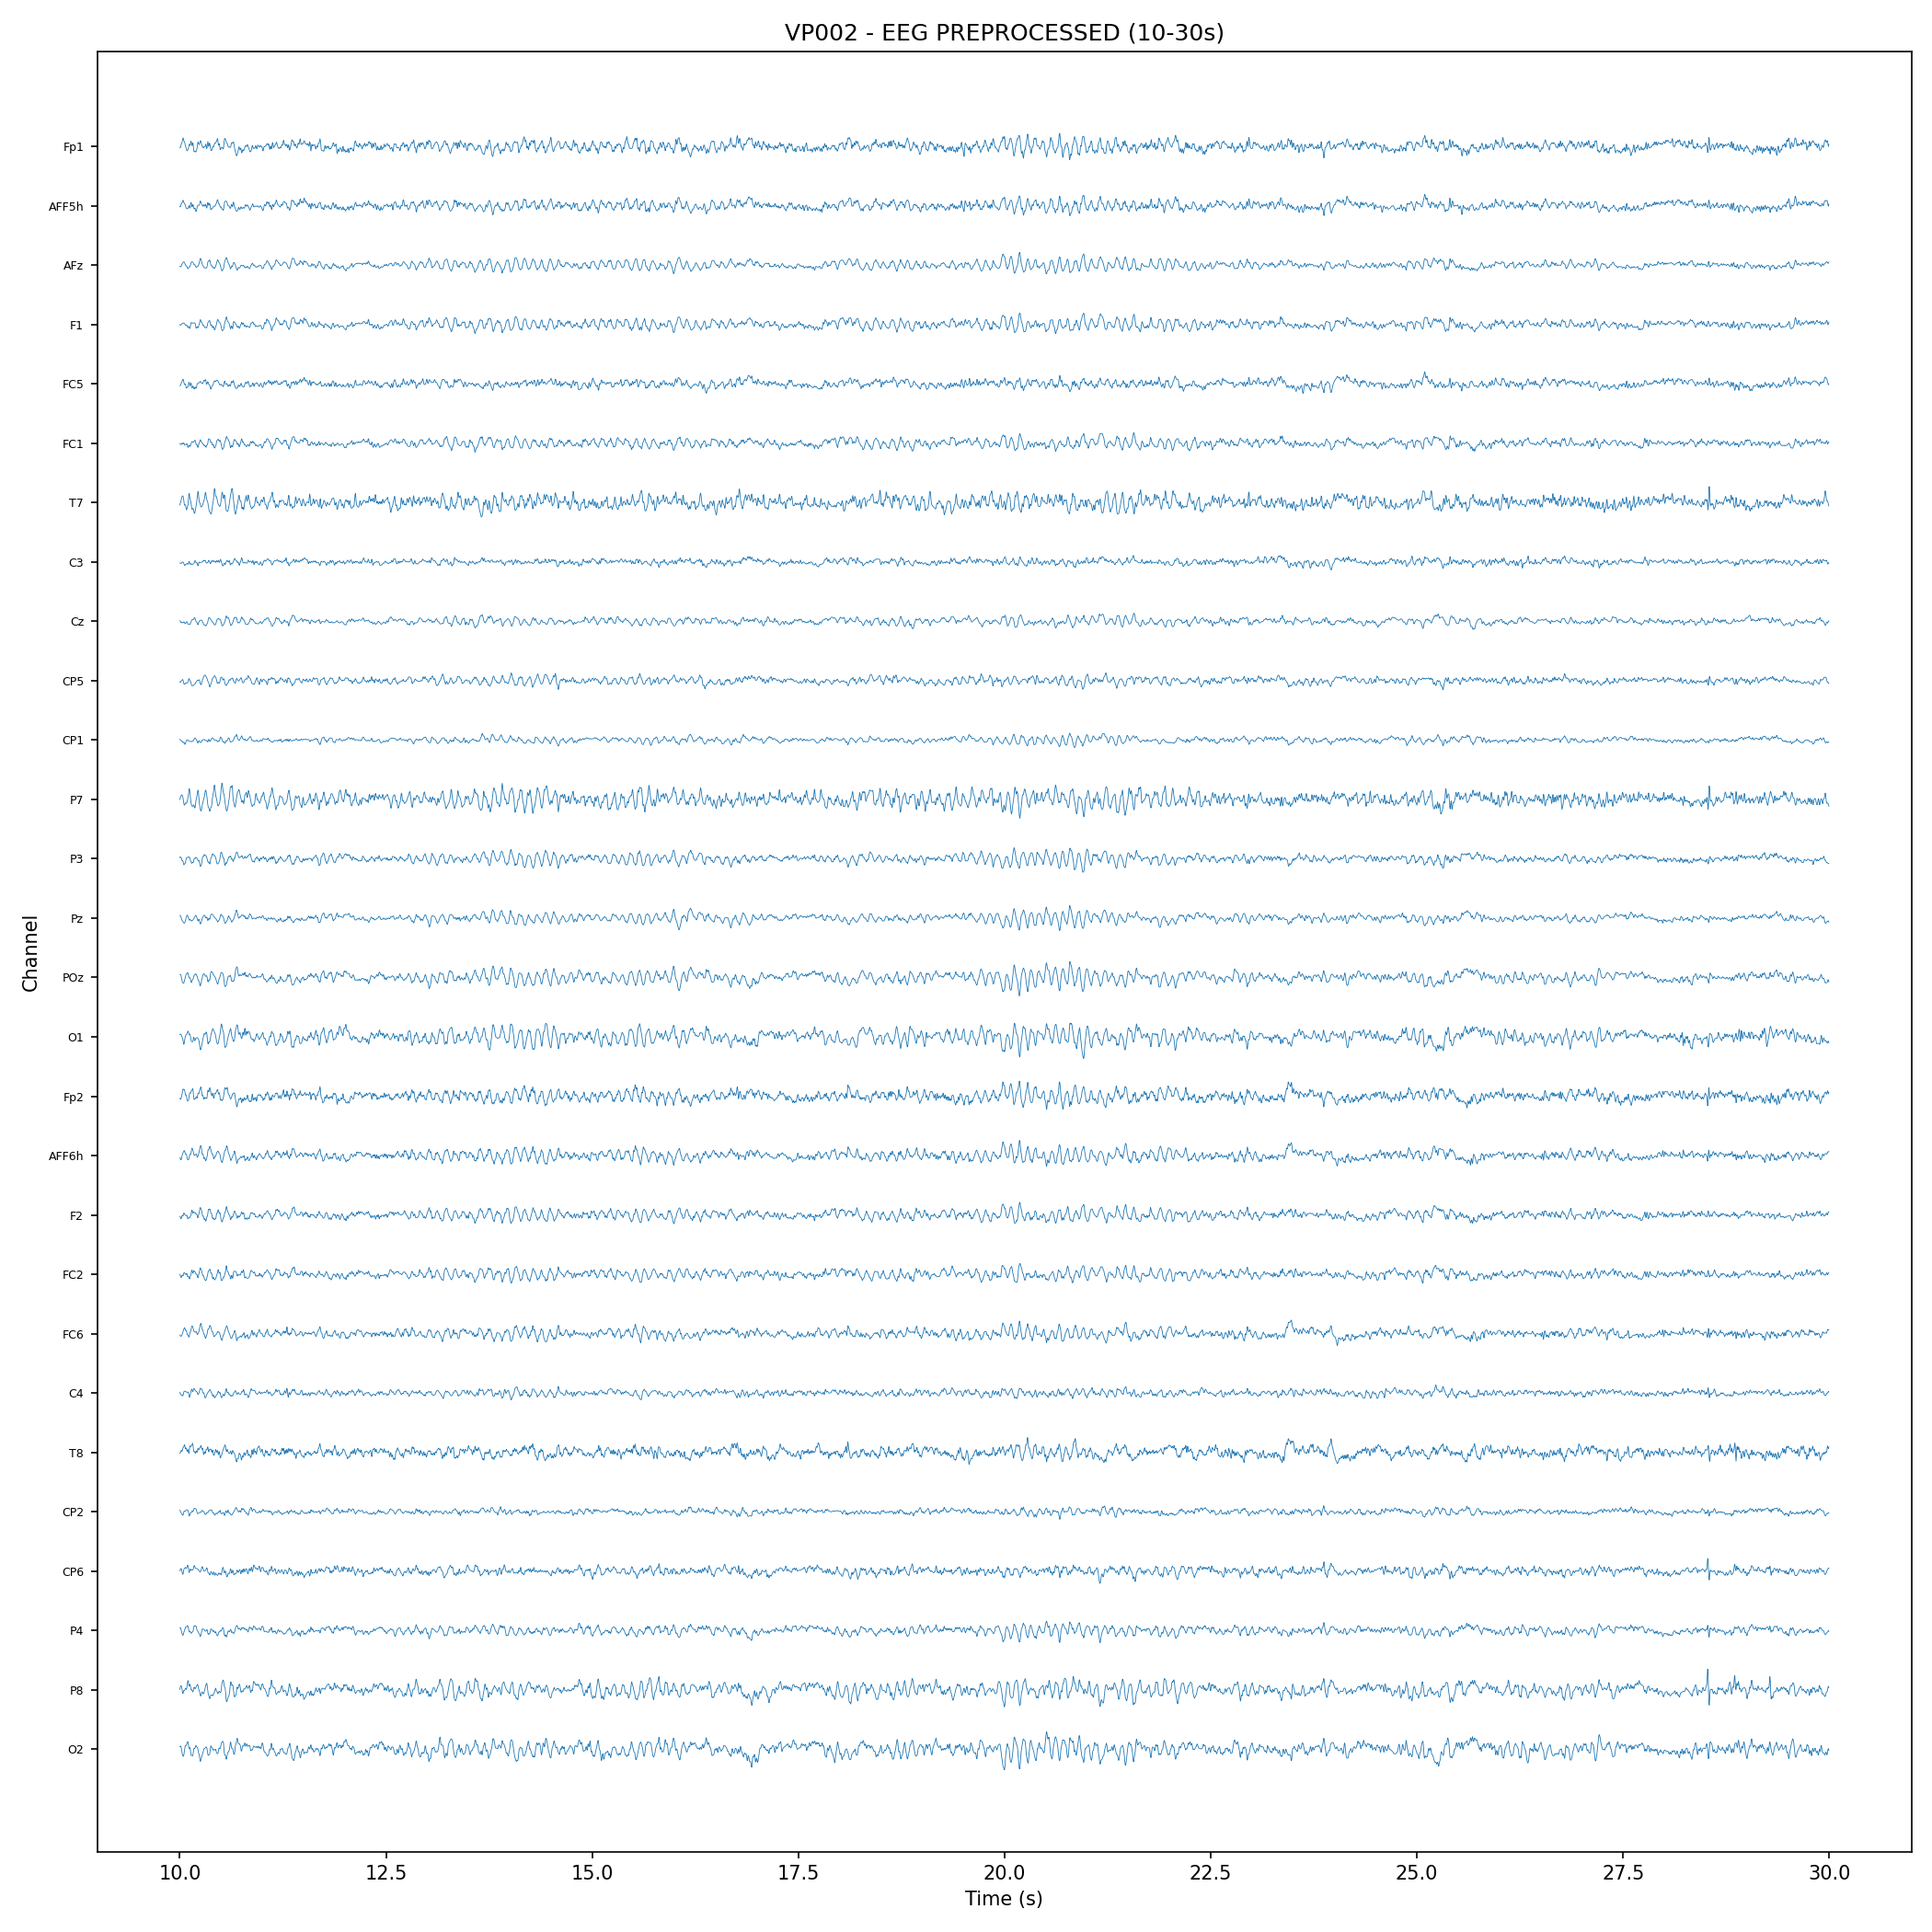 VP002 - EEG PREPROCESSED (10-30s)
Fp1
AFF5h
AFz
F1
FC5
FC1
T7
C3
Cz
CP5
CP1
P7
P3
Pz
POz
O1
Fp2
AFF6h
F2
FC2
FC6
C4
T8
CP2
CP6
P4
P8
O2
Channel
10.0 12.5 15.0 17.5 20.0 22.5 25.0 27.5 30.0
Time (s)